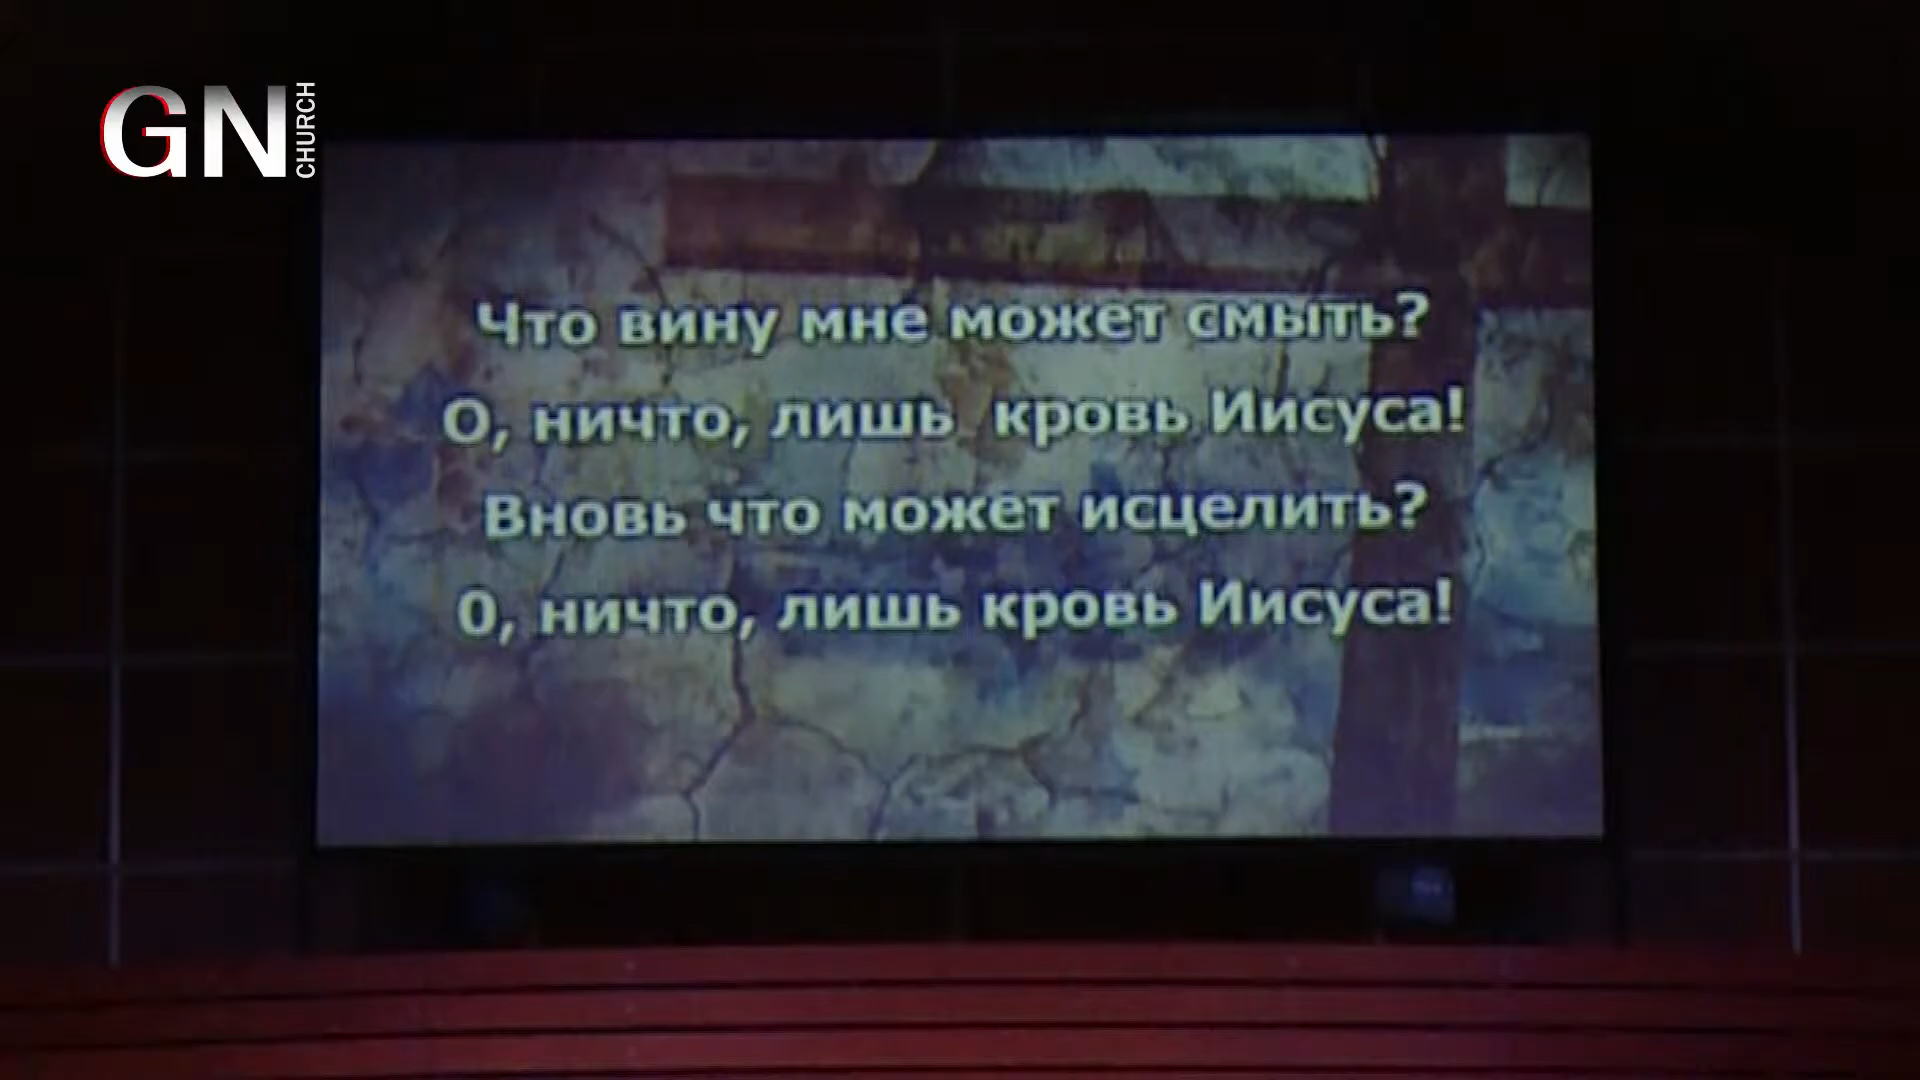 GN CHURCH
Что вину мне может смыть?
О, ничто, лишь кровь Иисуса!
Вновь что может исцелить?
0, ничто, лишь кровь Иисуса!